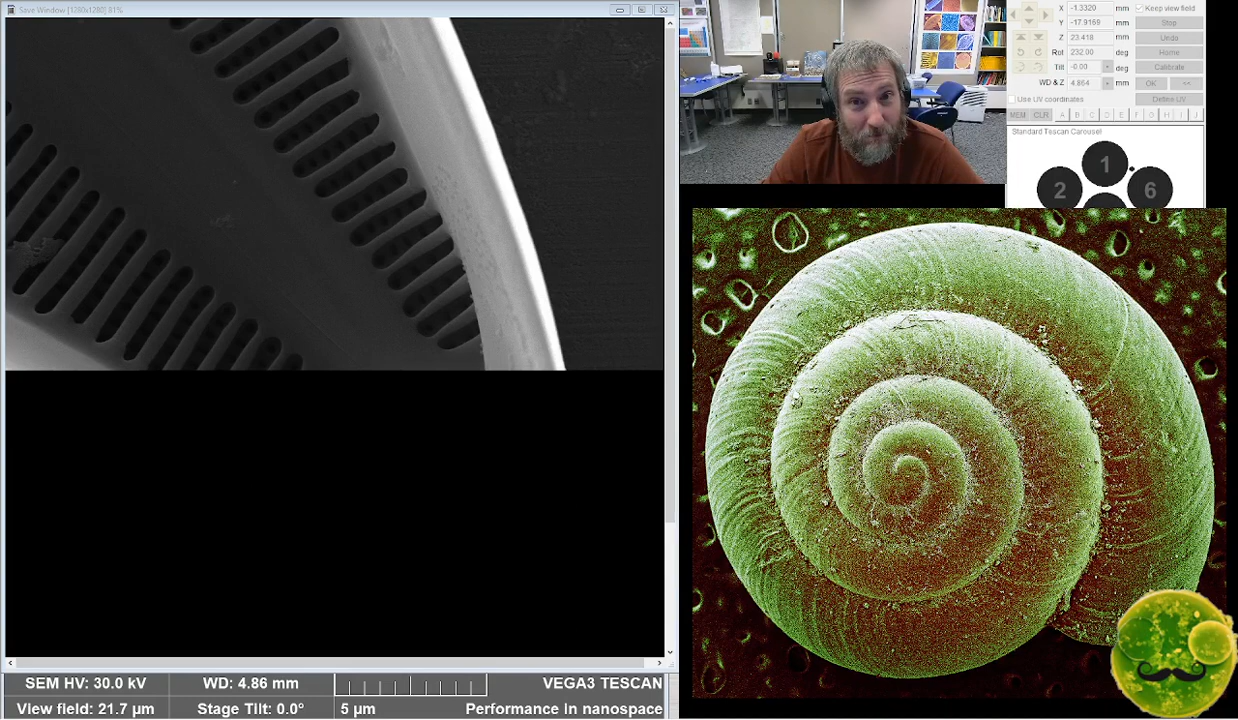 Save Window [1280x1280] 81%
X -1.3320 mm Keep view field
Y -17.9169 mm Stop
Z 23.418 mm Undo
Rot 232.00 deg Home
Tilt -0.00 deg Calibrate
WD & Z 4.864 mm OK <<
Use UV coordinates Define UV
MEM CLR A B C D E F G H I J
Standard Tescan Carousel
1
2 6
SEM HV: 30.0 kV WD: 4.86 mm VEGA3 TESCAN
View field: 21.7 µm Stage Tilt: 0.0° 5 µm Performance in nanospace